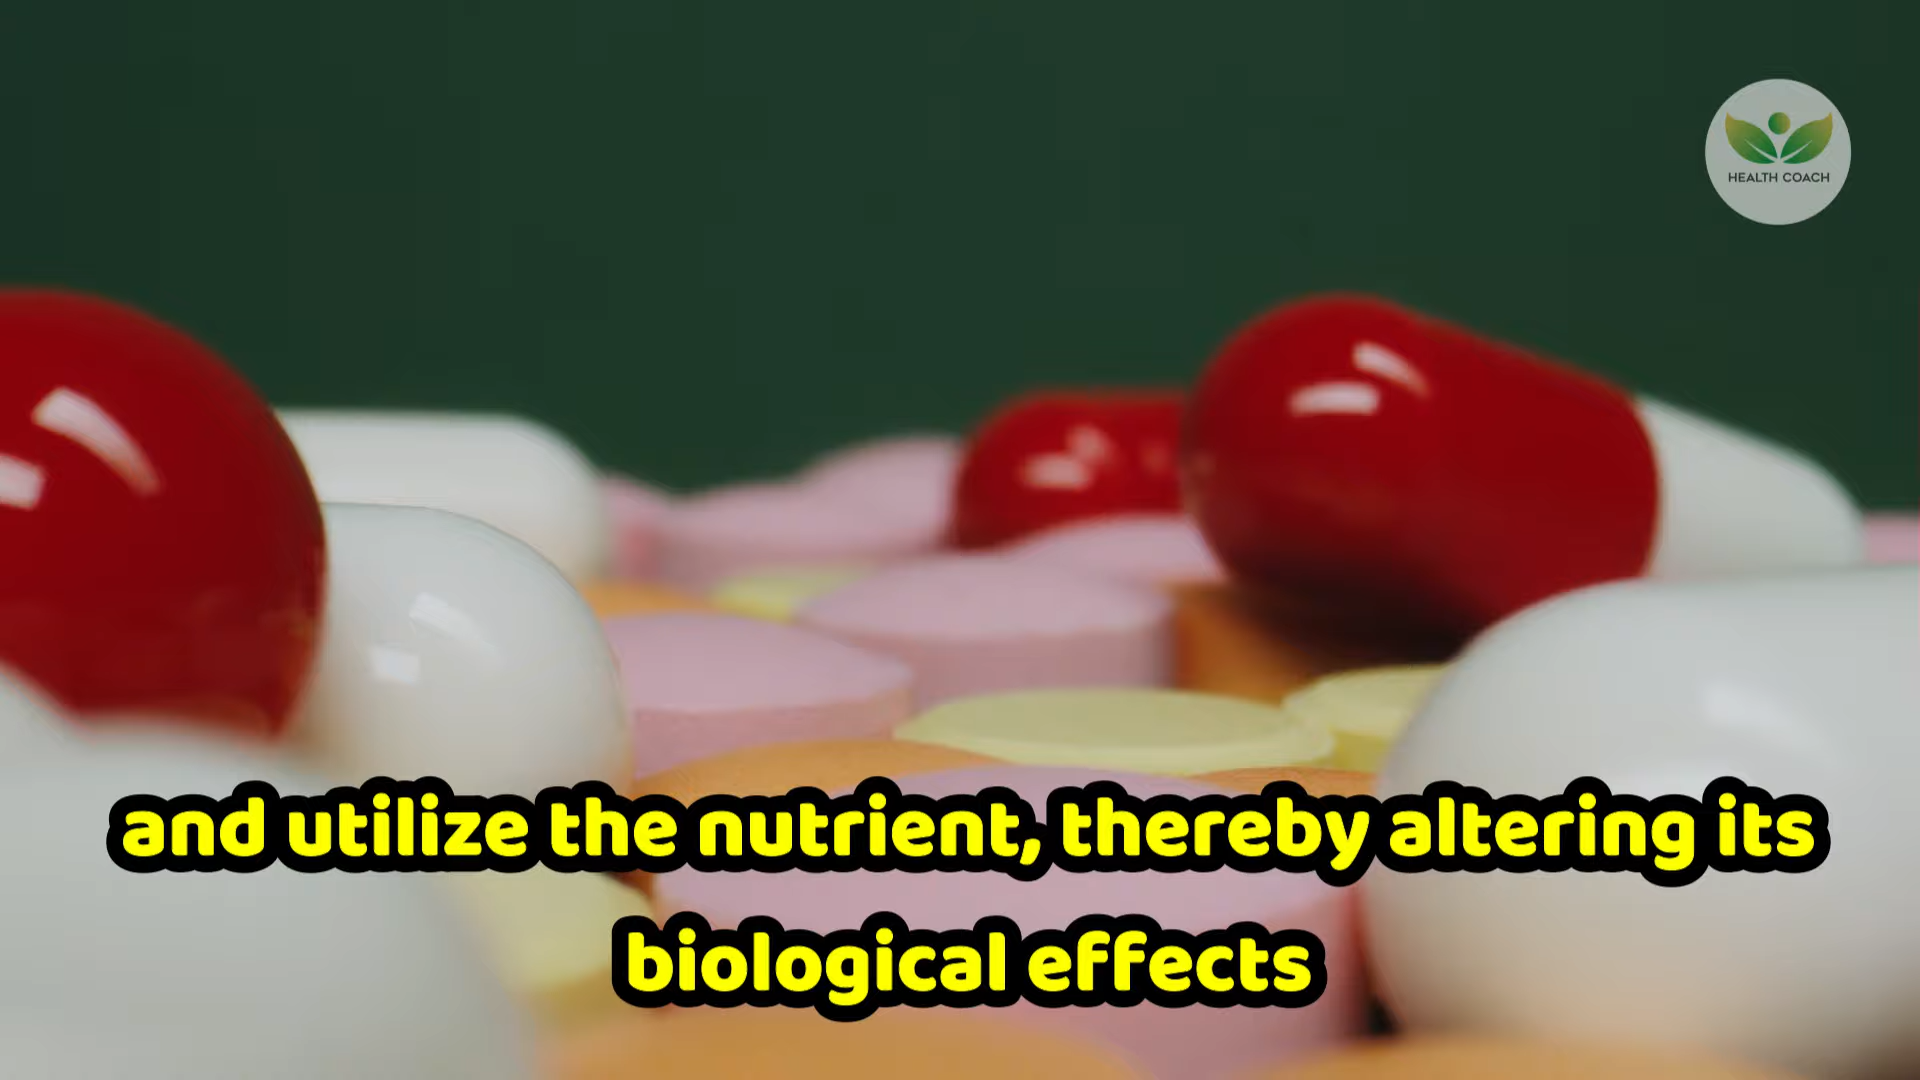 HEALTH COACH
and utilize the nutrient, thereby altering its
biological effects